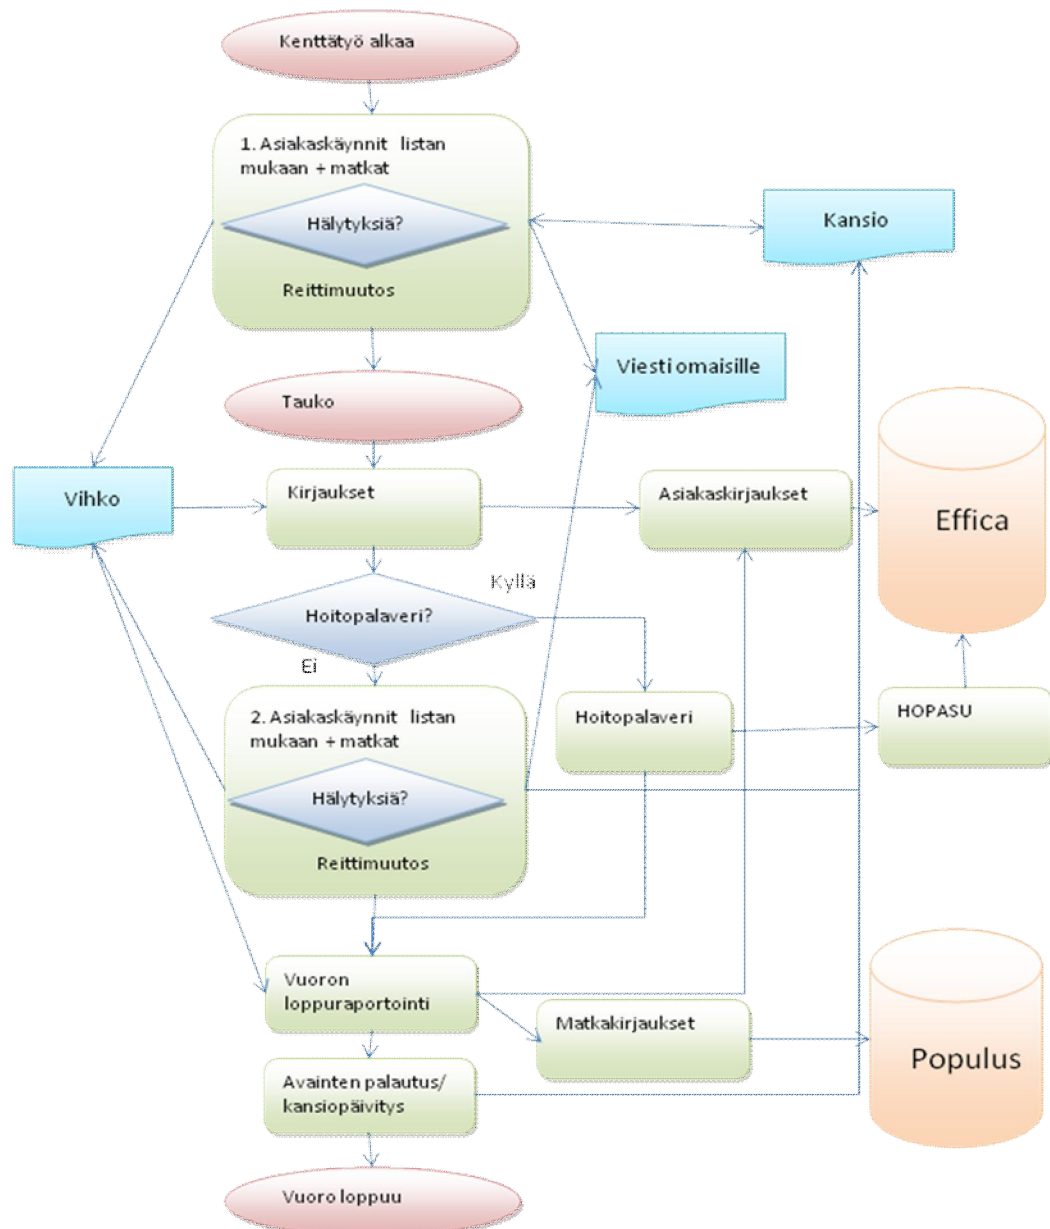 Kenttätyö alkaa
1. Asiakaskäynnit listan
mukaan + matkat
Hälytyksiä?
Reittimuutos
Kansio
Viesti omaisille
Tauko
Vihko
Kirjaukset
Asiakaskirjaukset
Effica
Kyllä
Hoitopalaveri?
Ei
2. Asiakaskäynnit listan
mukaan + matkat
Hälytyksiä?
Reittimuutos
Hoitopalaveri
HOPASU
Vuoron
loppuraportointi
Matkakirjaukset
Populus
Avainten palautus/
kansiopäivitys
Vuoro loppuu